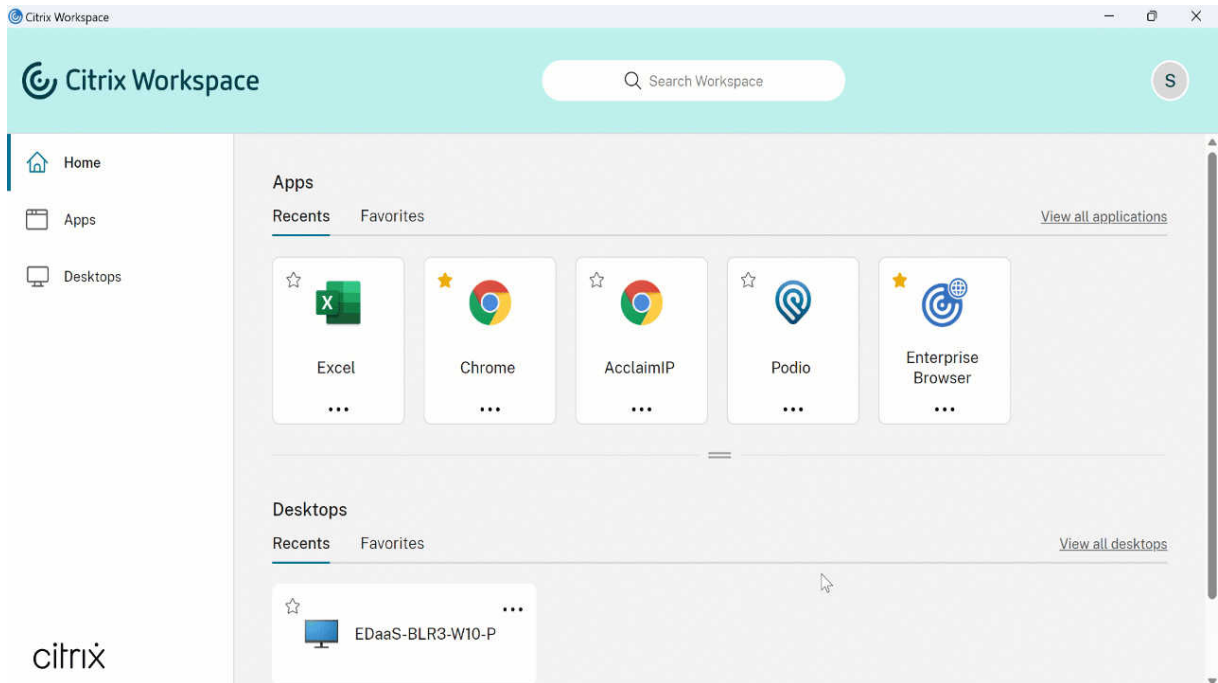 Citrix Workspace
Citrix Workspace
Search Workspace
S
Home
Apps
Desktops
Apps
Recents Favorites
View all applications
X
Excel
Chrome
AcclaimIP
Podio
Enterprise
Browser
Desktops
Recents Favorites
View all desktops
EDaaS-BLR3-W10-P
citrix